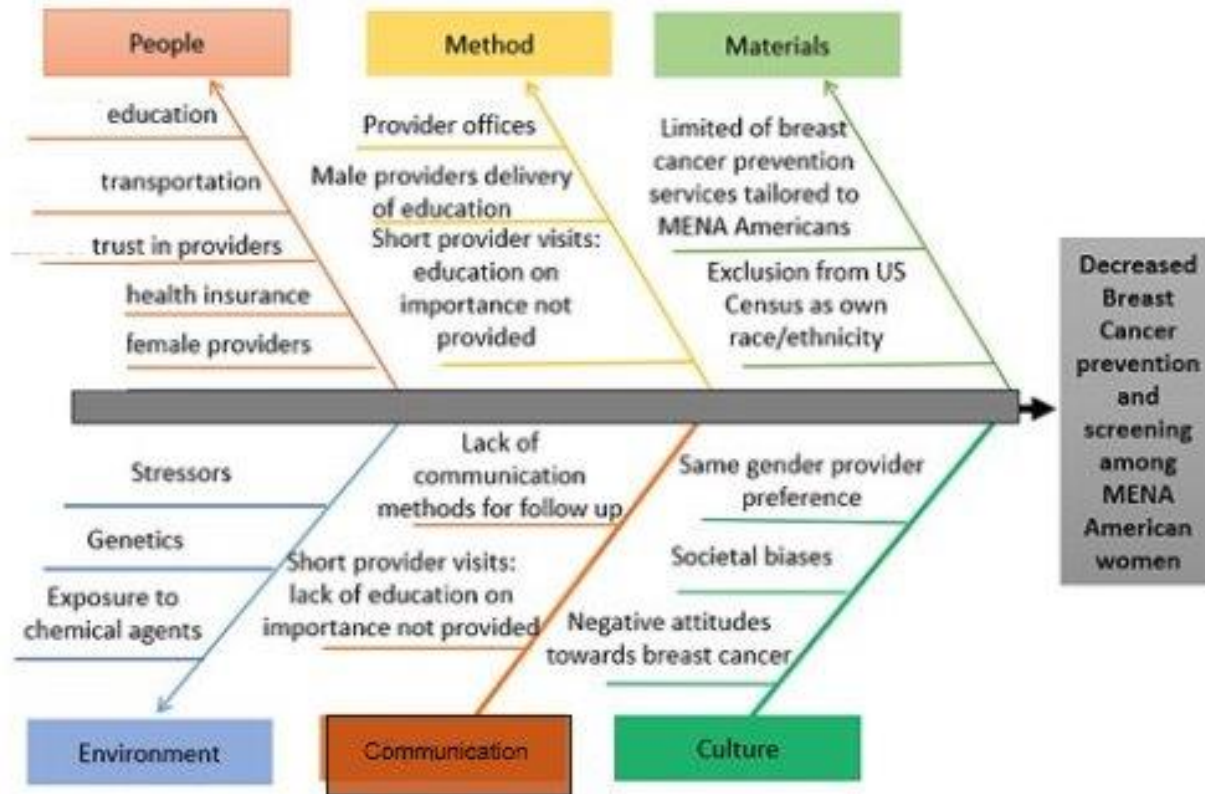 People
Method
Materials
education
transportation
trust in providers
health insurance
female providers
Provider offices
Male providers delivery
of education
Short provider visits:
education on
importance not
provided
Limited of breast
cancer prevention
services tailored to
MENA Americans
Exclusion from US
Census as own
race/ethnicity
Decreased
Breast
Cancer
prevention
and
screening
among
MENA
American
women
Stressors
Genetics
Exposure to
chemical agents
Lack of
communication
methods for follow up
Short provider visits:
lack of education on
importance not provided
Same gender provider
preference
Societal biases
Negative attitudes
towards breast cancer
Environment
Communication
Culture